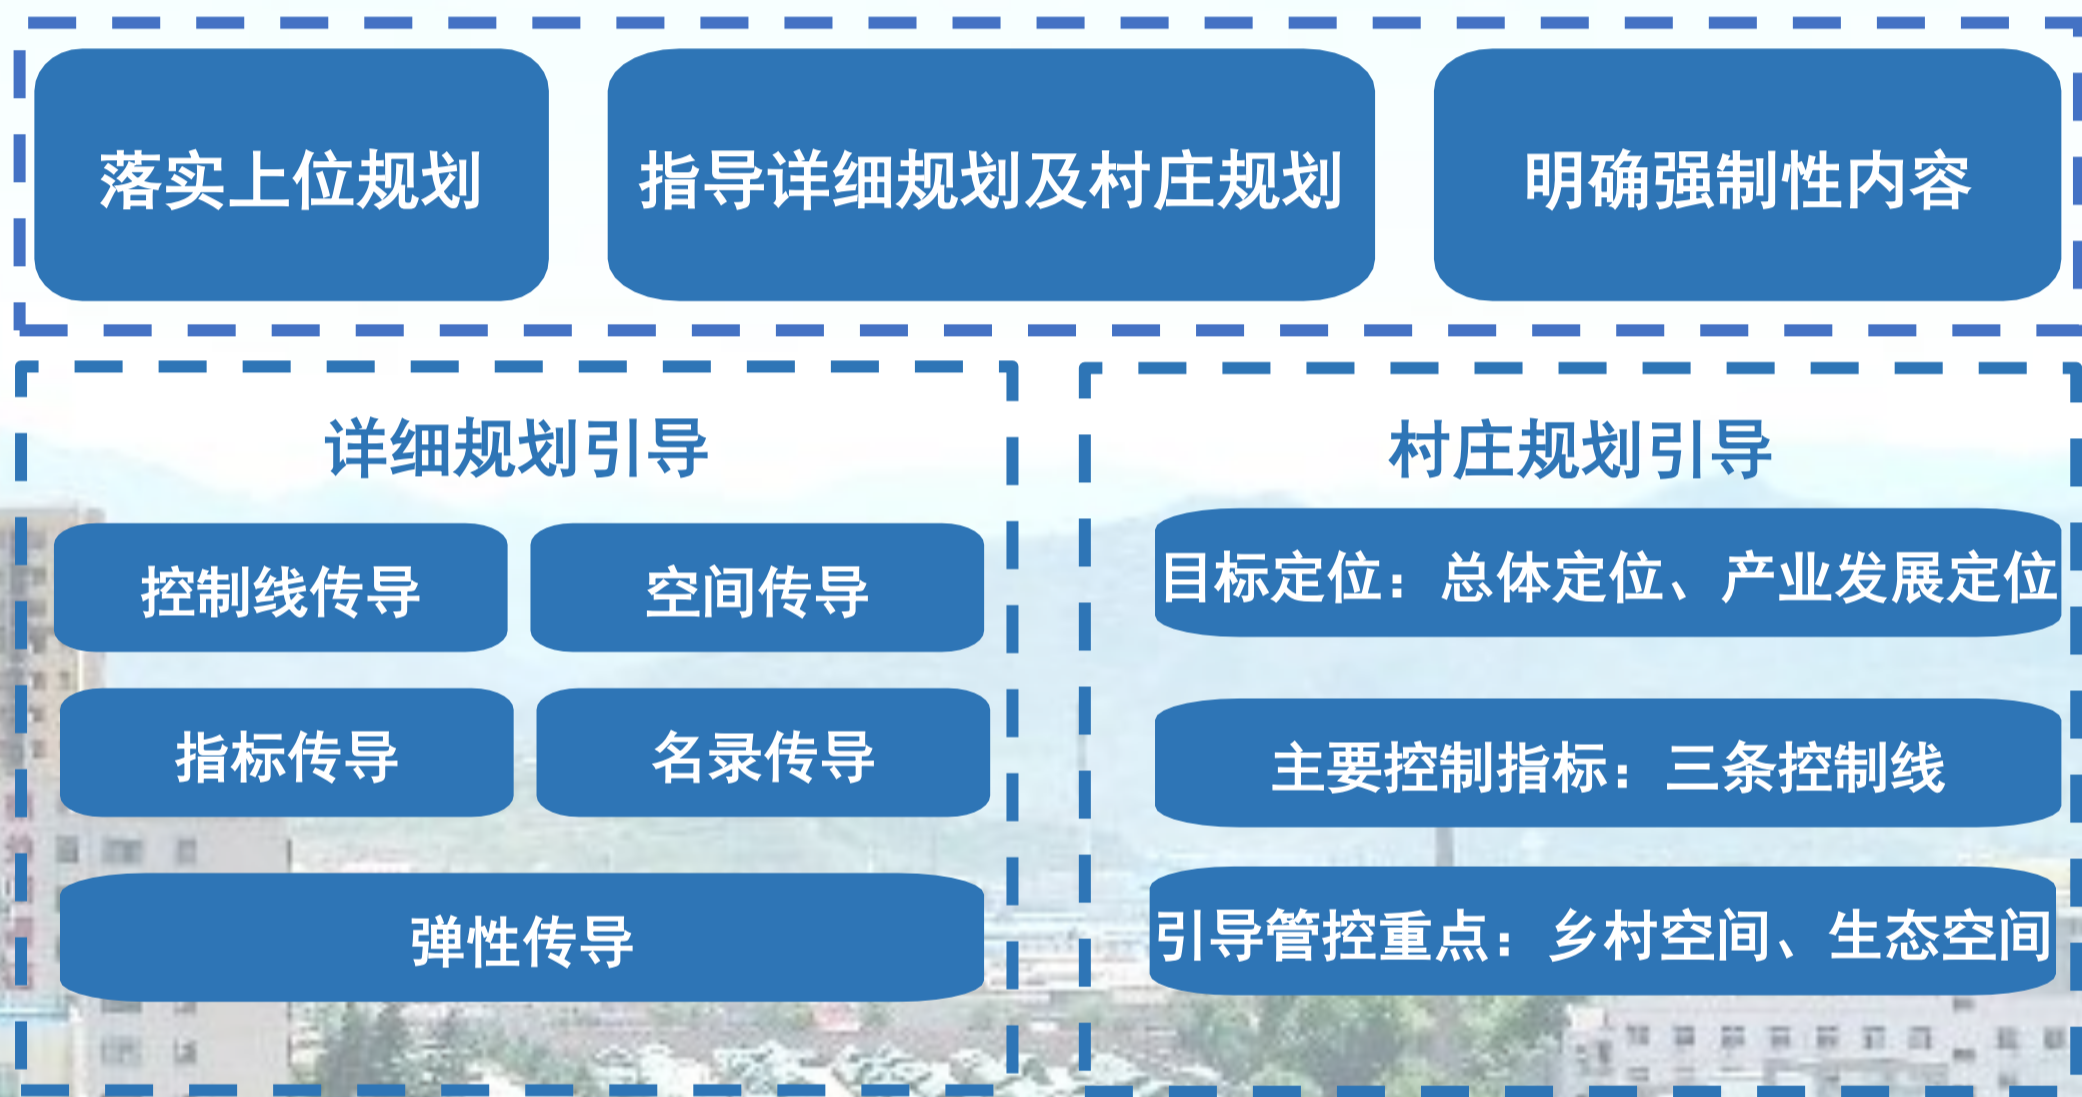 落实上位规划
指导详细规划及村庄规划
明确强制性内容
详细规划引导
控制线传导
空间传导
指标传导
名录传导
弹性传导
村庄规划引导
目标定位：总体定位、产业发展定位
主要控制指标：三条控制线
引导管控重点：乡村空间、生态空间